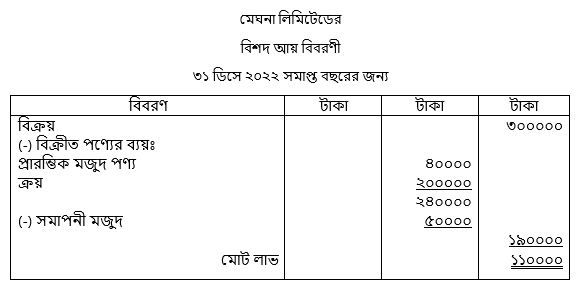 মেঘনা লিমিটেডের
বিশদ আয় বিবরণী
৩১ ডিসে ২০২২ সমাপ্ত বছরের জন্য
বিবরণ টাকা টাকা টাকা
বিক্রয় ৩০০০০০
(-) বিক্রীত পণ্যের ব্যয়ঃ
প্রারম্ভিক মজুদ পণ্য ৪০০০০
ক্রয় ২০০০০০
২৪০০০০
(-) সমাপনী মজুদ ৫০০০০
১৯০০০০
মোট লাভ ১১০০০০